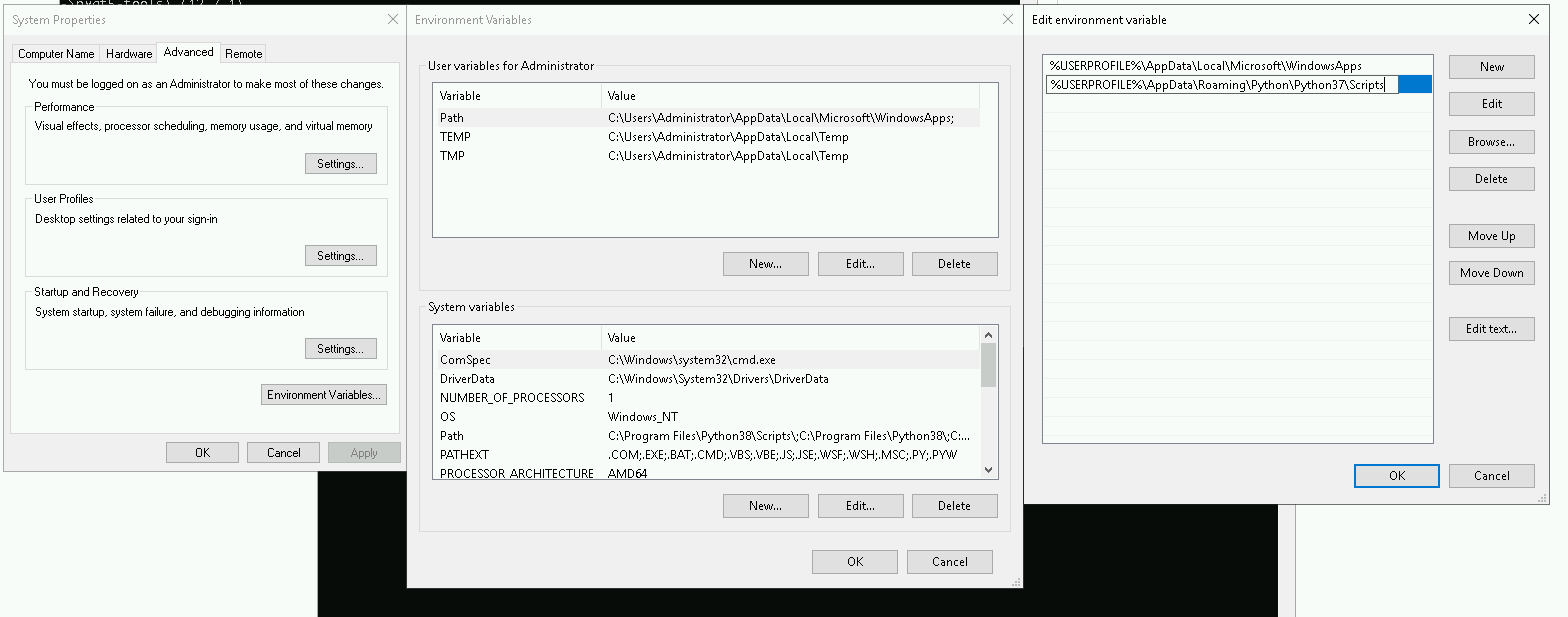 System Properties
Computer Name
Hardware
Advanced
Remote
You must be logged on as an Administrator to make most of these changes.
Performance
Visual effects, processor scheduling, memory usage, and virtual memory
Settings...
User Profiles
Desktop settings related to your sign-in
Settings...
Startup and Recovery
System startup, system failure, and debugging information
Settings...
Environment Variables...
OK
Cancel
Apply
Environment Variables
User variables for Administrator
Variable Value
Path C:\Users\Administrator\AppData\Local\Microsoft\WindowsApps;
TEMP C:\Users\Administrator\AppData\Local\Temp
TMP C:\Users\Administrator\AppData\Local\Temp
New...
Edit...
Delete
System variables
Variable Value
ComSpec C:\Windows\system32\cmd.exe
DriverData C:\Windows\System32\Drivers\DriverData
NUMBER_OF_PROCESSORS 1
OS Windows_NT
Path C:\Program Files\Python38\Scripts\;C:\Program Files\Python38\;C:...
PATHEXT .COM;.EXE;.BAT;.CMD;.VBS;.VBE;.JS;.JSE;.WSF;.WSH;.MSC;.PY;.PYW
PROCESSOR_ARCHITECTURE AMD64
New...
Edit...
Delete
OK
Cancel
Edit environment variable
%USERPROFILE%\AppData\Local\Microsoft\WindowsApps
%USERPROFILE%\AppData\Roaming\Python\Python37\Scripts
New
Edit
Browse...
Delete
Move Up
Move Down
Edit text...
OK
Cancel